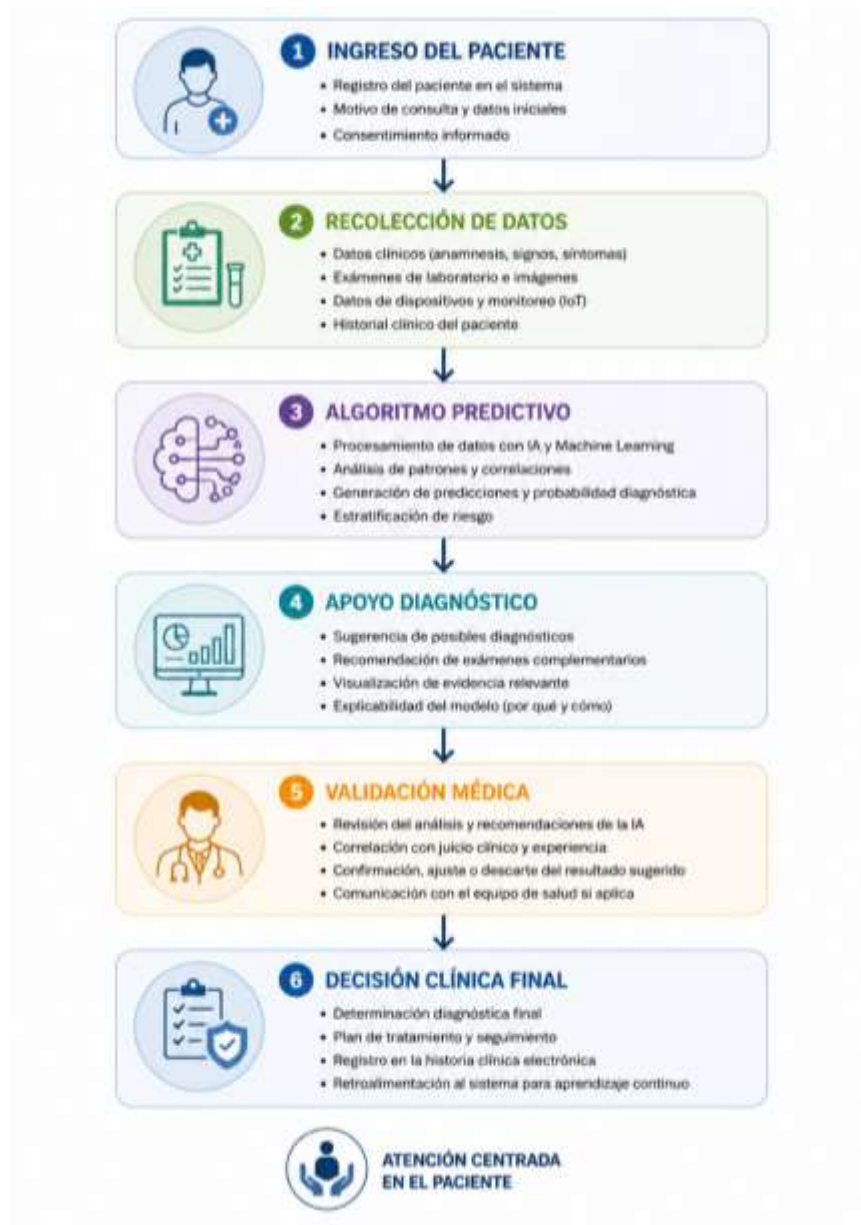 1 INGRESO DEL PACIENTE
• Registro del paciente en el sistema
• Motivo de consulta y datos iniciales
• Consentimiento informado
2 RECOLECCIÓN DE DATOS
• Datos clínicos (anamnesis, signos, síntomas)
• Exámenes de laboratorio e imágenes
• Datos de dispositivos y monitoreo (IoT)
• Historial clínico del paciente
3 ALGORITMO PREDICTIVO
• Procesamiento de datos con IA y Machine Learning
• Análisis de patrones y correlaciones
• Generación de predicciones y probabilidad diagnóstica
• Estratificación de riesgo
4 APOYO DIAGNÓSTICO
• Sugerencia de posibles diagnósticos
• Recomendación de exámenes complementarios
• Visualización de evidencia relevante
• Explicabilidad del modelo (por qué y cómo)
5 VALIDACIÓN MÉDICA
• Revisión del análisis y recomendaciones de la IA
• Correlación con juicio clínico y experiencia
• Confirmación, ajuste o descarte del resultado sugerido
• Comunicación con el equipo de salud si aplica
6 DECISIÓN CLÍNICA FINAL
• Determinación diagnóstica final
• Plan de tratamiento y seguimiento
• Registro en la historia clínica electrónica
• Retroalimentación al sistema para aprendizaje continuo
ATENCIÓN CENTRADA
EN EL PACIENTE